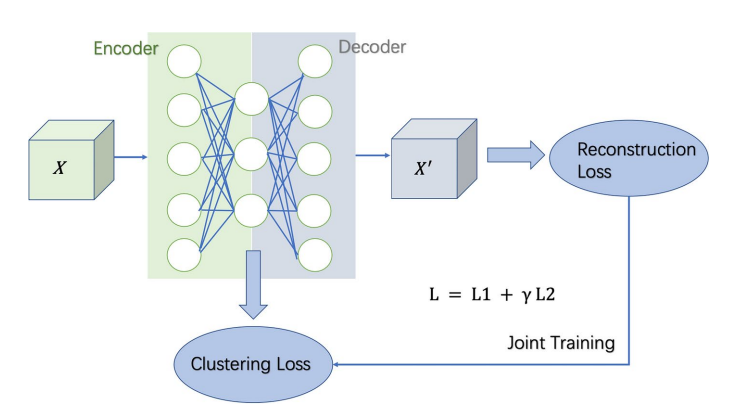 Encoder
Decoder
X
X′
Reconstruction
Loss
L = L1 + γ L2
Joint Training
Clustering Loss